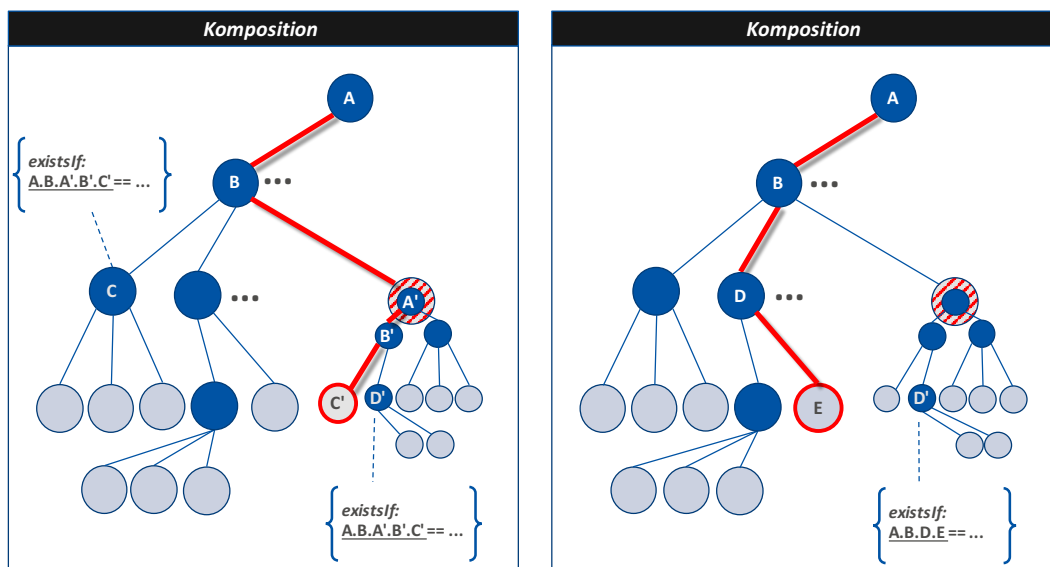 Komposition
A
existsIf:
A.B.A'.B'.C' == ...
B ...
C
...
A'
B'
C'
D'
existsIf:
A.B.A'.B'.C' == ...
Komposition
A
B ...
D ...
E
D'
existsIf:
A.B.D.E == ...